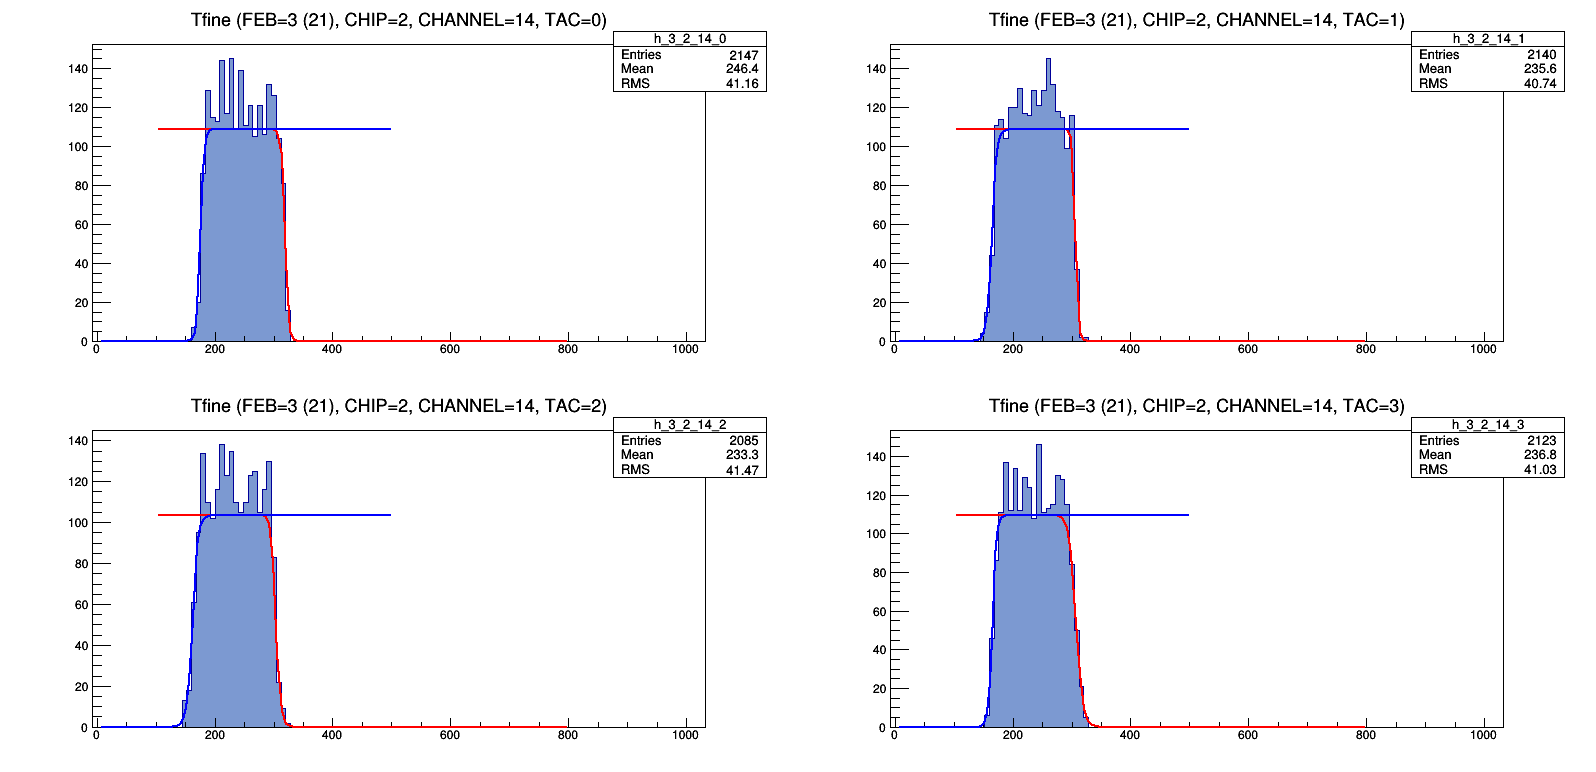 Tfine (FEB=3 (21), CHIP=2, CHANNEL=14, TAC=0)
h_3_2_14_0
Entries 2147
Mean 246.4
RMS 41.16
140
120
100
80
60
40
20
0
0 200 400 600 800 1000
Tfine (FEB=3 (21), CHIP=2, CHANNEL=14, TAC=1)
h_3_2_14_1
Entries 2140
Mean 235.6
RMS 40.74
140
120
100
80
60
40
20
0
0 200 400 600 800 1000
Tfine (FEB=3 (21), CHIP=2, CHANNEL=14, TAC=2)
h_3_2_14_2
Entries 2085
Mean 233.3
RMS 41.47
140
120
100
80
60
40
20
0
0 200 400 600 800 1000
Tfine (FEB=3 (21), CHIP=2, CHANNEL=14, TAC=3)
h_3_2_14_3
Entries 2123
Mean 236.8
RMS 41.03
140
120
100
80
60
40
20
0
0 200 400 600 800 1000